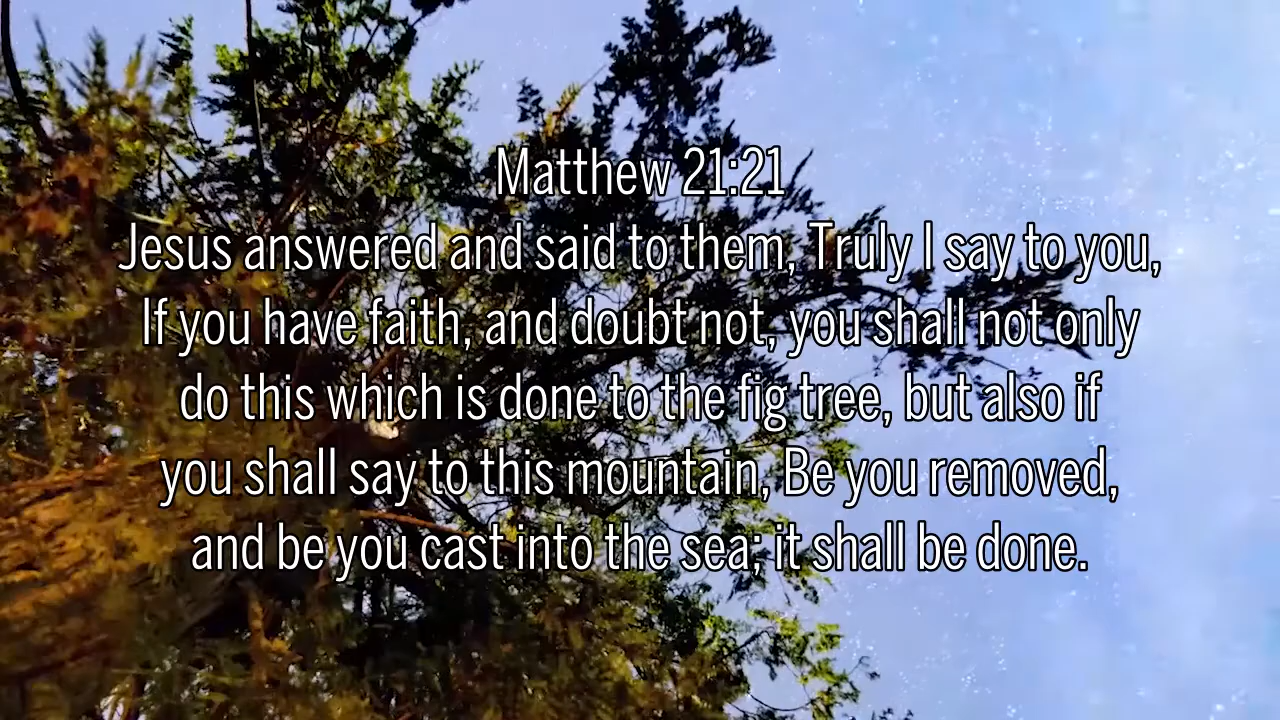 Matthew 21:21
Jesus answered and said to them, Truly I say to you,
If you have faith, and doubt not, you shall not only
do this which is done to the fig tree, but also if
you shall say to this mountain, Be you removed,
and be you cast into the sea; it shall be done.